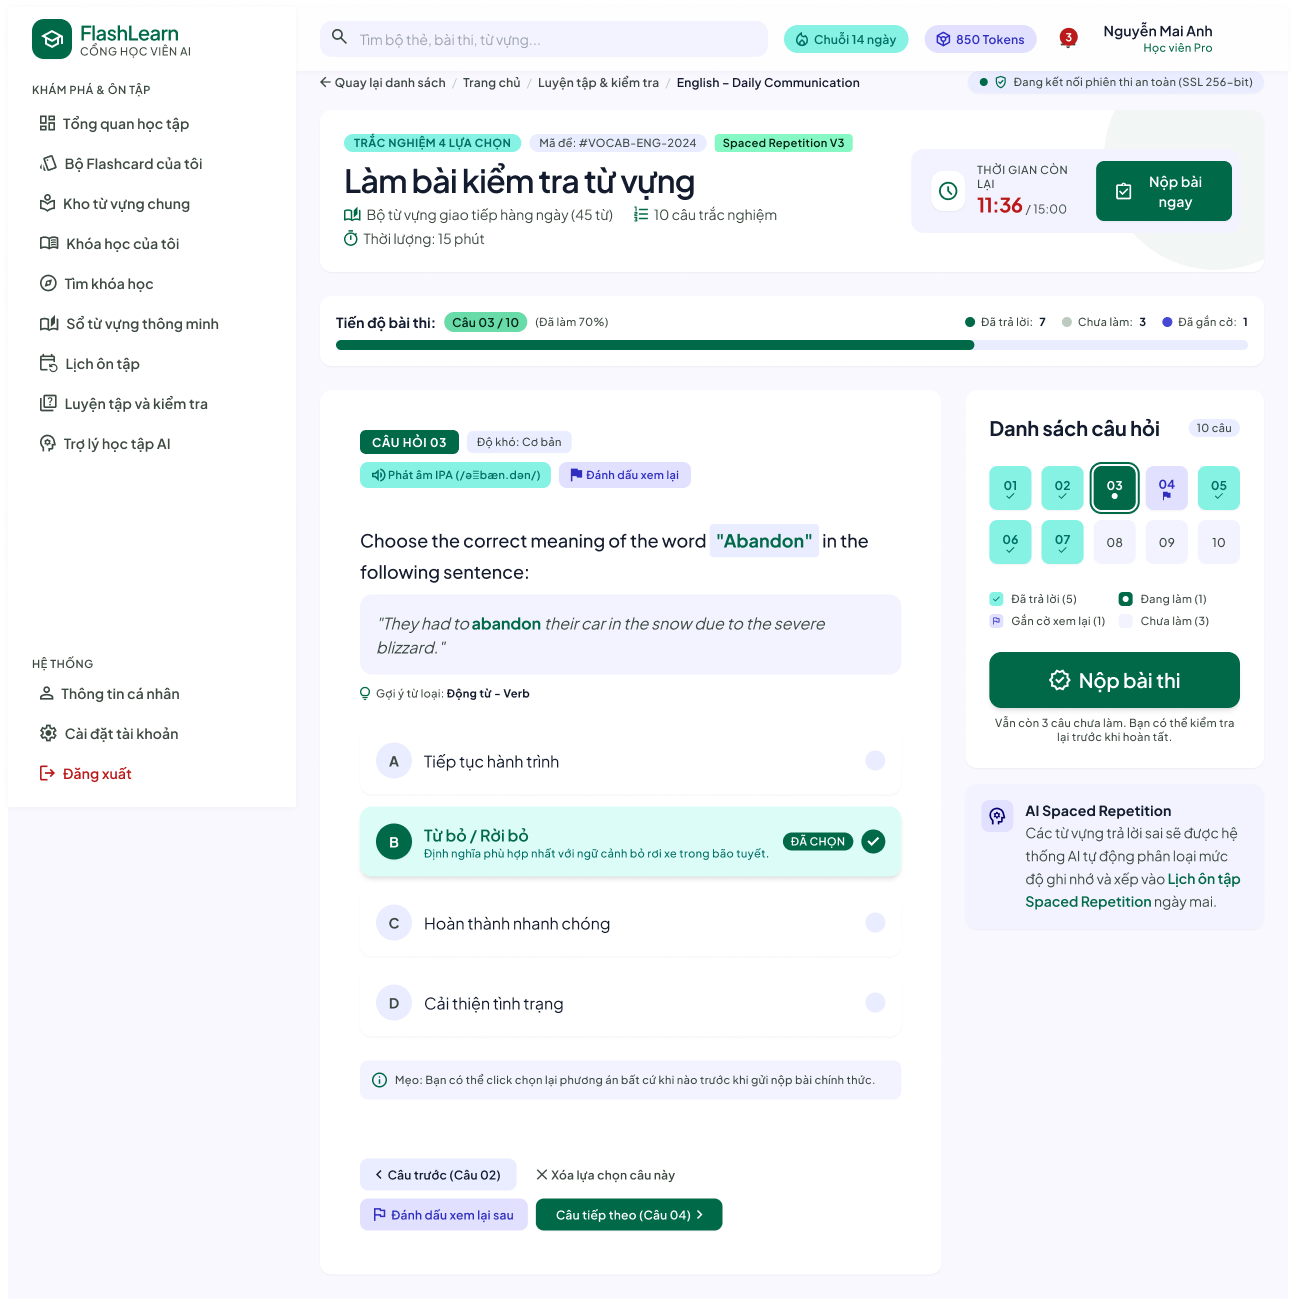 FlashLearn
CỔNG HỌC VIÊN AI
KHÁM PHÁ & ÔN TẬP
Tổng quan học tập
Bộ Flashcard của tôi
Kho từ vựng chung
Khóa học của tôi
Tìm khóa học
Sổ từ vựng thông minh
Lịch ôn tập
Luyện tập và kiểm tra
Trợ lý học tập AI
HỆ THỐNG
Thông tin cá nhân
Cài đặt tài khoản
Đăng xuất
Tìm bộ thẻ, bài thi, từ vựng...
Chuỗi 14 ngày
850 Tokens
3
Nguyễn Mai Anh
Học viên Pro
Quay lại danh sách / Trang chủ / Luyện tập & kiểm tra / English – Daily Communication
Đang kết nối phiên thi an toàn (SSL 256-bit)
TRẮC NGHIỆM 4 LỰA CHỌN
Mã đề: #VOCAB-ENG-2024
Spaced Repetition V3
Làm bài kiểm tra từ vựng
Bộ từ vựng giao tiếp hàng ngày (45 từ)
10 câu trắc nghiệm
Thời lượng: 15 phút
THỜI GIAN CÒN
LẠI
11:36 / 15:00
Nộp bài
ngay
Tiến độ bài thi:
Câu 03 / 10
(Đã làm 70%)
Đã trả lời: 7
Chưa làm: 3
Đã gắn cờ: 1
CÂU HỎI 03
Độ khó: Cơ bản
Phát âm IPA (/əˈbæn.dən/)
Đánh dấu xem lại
Choose the correct meaning of the word "Abandon" in the
following sentence:
"They had to abandon their car in the snow due to the severe
blizzard."
Gợi ý từ loại: Động từ - Verb
A
Tiếp tục hành trình
B
Từ bỏ / Rời bỏ
Định nghĩa phù hợp nhất với ngữ cảnh bỏ rơi xe trong bão tuyết.
ĐÃ CHỌN
C
Hoàn thành nhanh chóng
D
Cải thiện tình trạng
Mẹo: Bạn có thể click chọn lại phương án bất cứ khi nào trước khi gửi nộp bài chính thức.
Câu trước (Câu 02)
Xóa lựa chọn câu này
Đánh dấu xem lại sau
Câu tiếp theo (Câu 04)
Danh sách câu hỏi
10 câu
01 02 03 04 05
06 07 08 09 10
Đã trả lời (5)
Đang làm (1)
Gắn cờ xem lại (1)
Chưa làm (3)
Nộp bài thi
Vẫn còn 3 câu chưa làm. Bạn có thể kiểm tra
lại trước khi hoàn tất.
AI Spaced Repetition
Các từ vựng trả lời sai sẽ được hệ
thống AI tự động phân loại mức
độ ghi nhớ và xếp vào Lịch ôn tập
Spaced Repetition ngày mai.